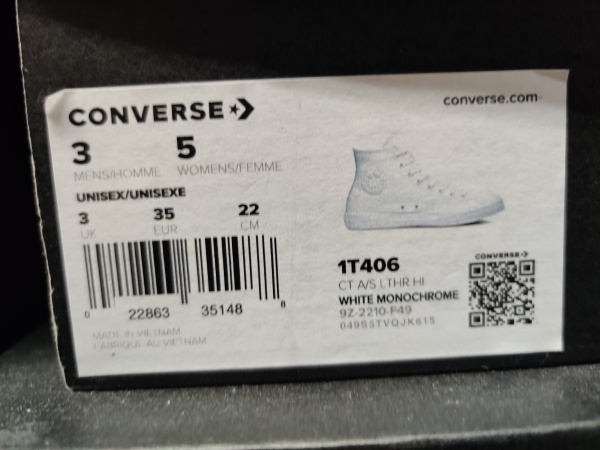 CONVERSE
converse.com
3 5
MENS/HOMME WOMENS/FEMME
UNISEX/UNISEXE
3 35 22
UK EUR CM
0 22863 35148 8
MADE IN VIETNAM
FABRIQUÉ AU VIETNAM
1T406
CT A/S LTHR HI
WHITE MONOCHROME
9Z-2210-F49
049S5TVQJK615
CONVERSE